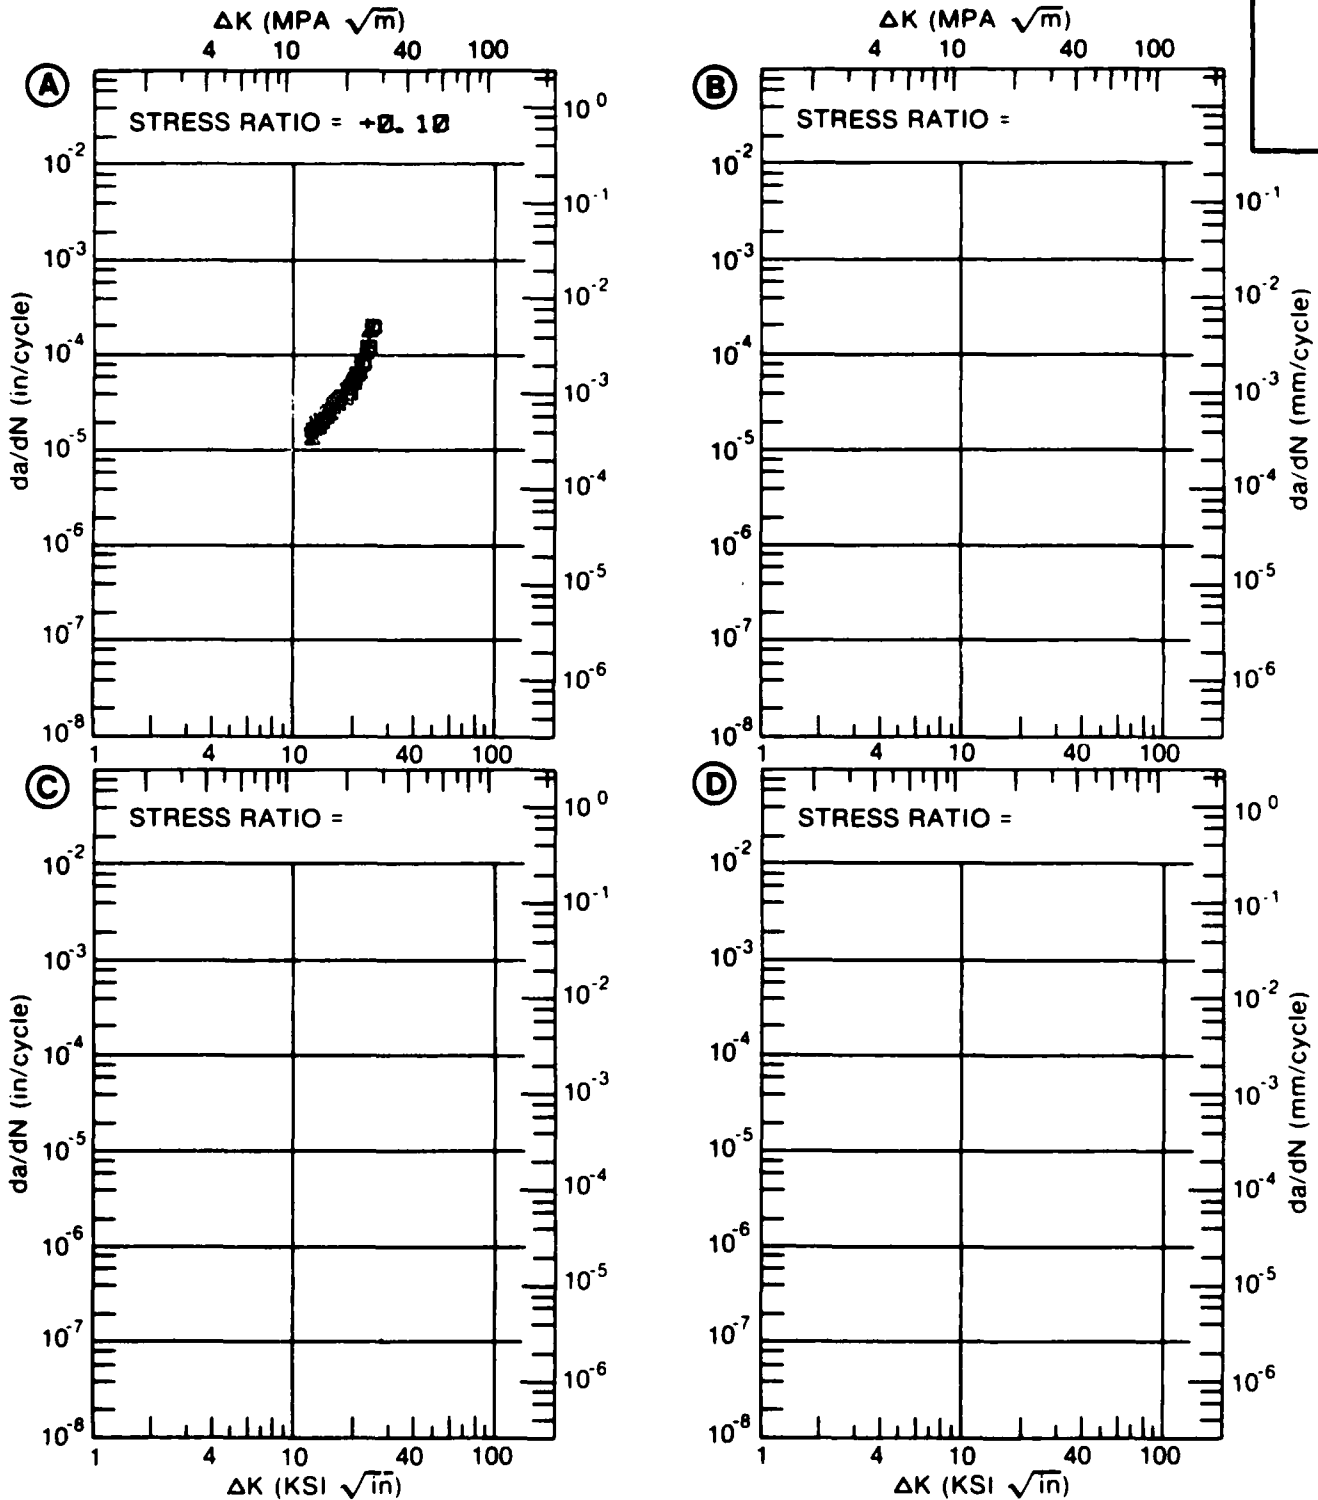 ΔK (MPA √m)
4 10 40 100
A
STRESS RATIO = +0.10
10^-2
10^-3
10^-4
10^-5
10^-6
10^-7
10^-8
da/dN (in/cycle)
10^0
10^-1
10^-2
10^-3
10^-4
10^-5
10^-6
1 4 10 40 100
ΔK (MPA √m)
4 10 40 100
B
STRESS RATIO =
10^-2
10^-3
10^-4
10^-5
10^-6
10^-7
10^-8
10^-1
10^-2
10^-3
10^-4
10^-5
10^-6
da/dN (mm/cycle)
1 4 10 40 100
C
STRESS RATIO =
10^-2
10^-3
10^-4
10^-5
10^-6
10^-7
10^-8
da/dN (in/cycle)
10^0
10^-1
10^-2
10^-3
10^-4
10^-5
10^-6
1 4 10 40 100
ΔK (KSI √in)
D
STRESS RATIO =
10^-2
10^-3
10^-4
10^-5
10^-6
10^-7
10^-8
10^0
10^-1
10^-2
10^-3
10^-4
10^-5
10^-6
da/dN (mm/cycle)
1 4 10 40 100
ΔK (KSI √in)